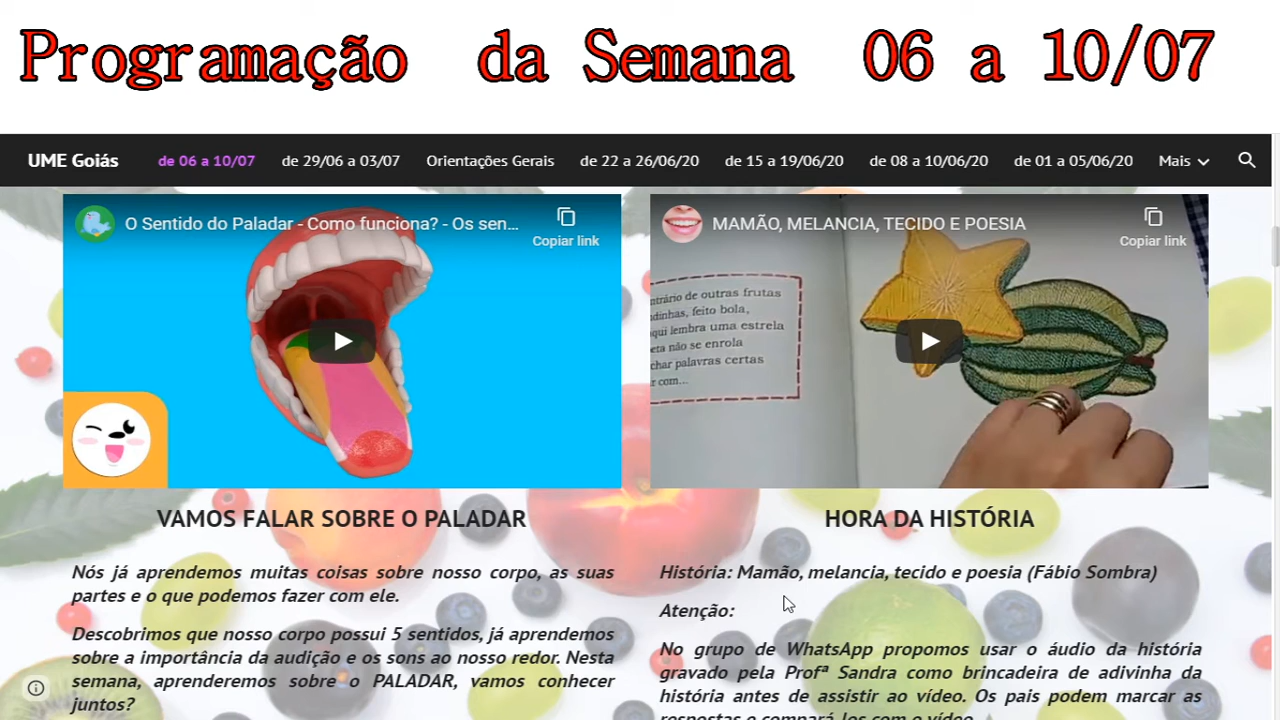 Programação da Semana 06 a 10/07
UME Goiás de 06 a 10/07 de 29/06 a 03/07 Orientações Gerais de 22 a 26/06/20 de 15 a 19/06/20 de 08 a 10/06/20 de 01 a 05/06/20 Mais
O Sentido do Paladar - Como funciona? - Os sen...
Copiar link
MAMÃO, MELANCIA, TECIDO E POESIA
Copiar link
ntrário de outras frutas
dinhas, feito bola,
qui lembra uma estrela
eta não se enrola
char palavras certas
r com...
VAMOS FALAR SOBRE O PALADAR
Nós já aprendemos muitas coisas sobre nosso corpo, as suas
partes e o que podemos fazer com ele.
Descobrimos que nosso corpo possui 5 sentidos, já aprendemos
sobre a importância da audição e os sons ao nosso redor. Nesta
semana, aprenderemos sobre o PALADAR, vamos conhecer
juntos?
HORA DA HISTÓRIA
História: Mamão, melancia, tecido e poesia (Fábio Sombra)
Atenção:
No grupo de WhatsApp propomos usar o áudio da história
gravado pela Profª Sandra como brincadeira de adivinha da
história antes de assistir ao vídeo. Os pais podem marcar as
respostas e compará-los com o vídeo.